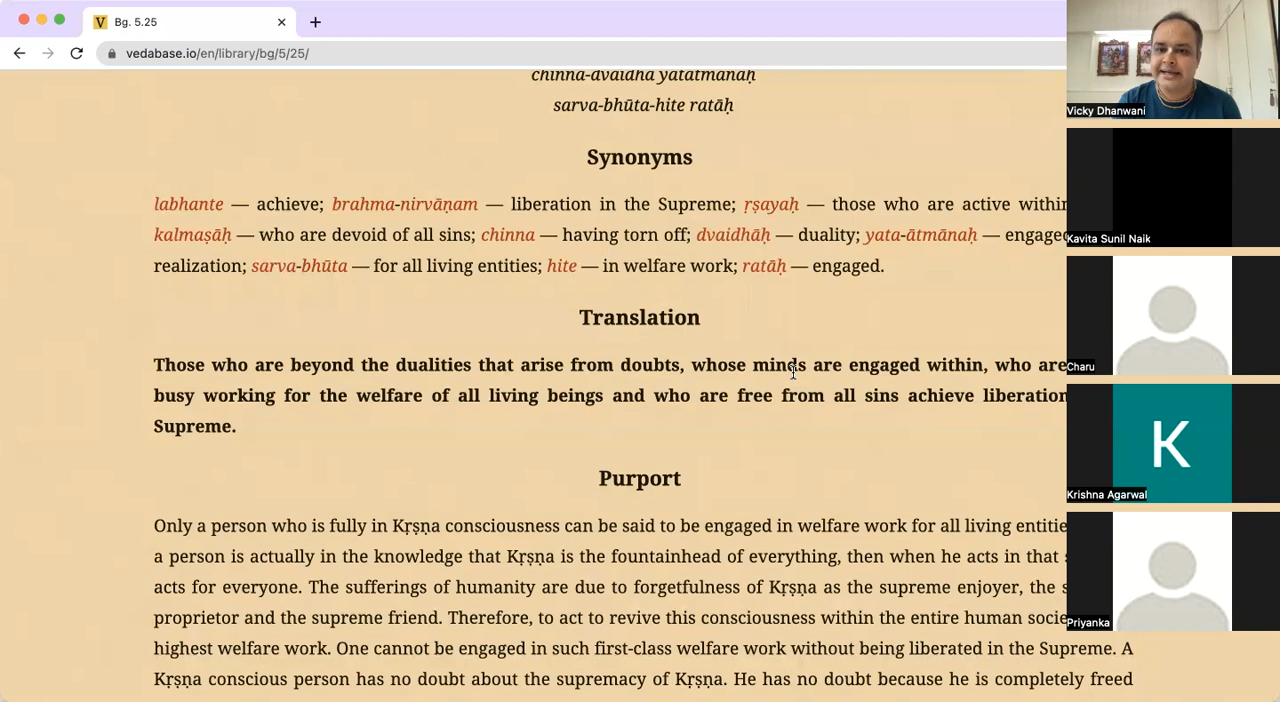 V Bg. 5.25
vedabase.io/en/library/bg/5/25/
chinna-dvaidhā yatātmānaḥ
sarva-bhūta-hite ratāḥ
Synonyms
labhante — achieve; brahma-nirvāṇam — liberation in the Supreme; ṛṣayaḥ — those who are active within
kalmaṣāḥ — who are devoid of all sins; chinna — having torn off; dvaidhāḥ — duality; yata-ātmānaḥ — engaged
realization; sarva-bhūta — for all living entities; hite — in welfare work; ratāḥ — engaged.
Translation
Those who are beyond the dualities that arise from doubts, whose minds are engaged within, who are
busy working for the welfare of all living beings and who are free from all sins achieve liberation
Supreme.
Purport
Only a person who is fully in Kṛṣṇa consciousness can be said to be engaged in welfare work for all living entitie
a person is actually in the knowledge that Kṛṣṇa is the fountainhead of everything, then when he acts in that s
acts for everyone. The sufferings of humanity are due to forgetfulness of Kṛṣṇa as the supreme enjoyer, the s
proprietor and the supreme friend. Therefore, to act to revive this consciousness within the entire human socie
highest welfare work. One cannot be engaged in such first-class welfare work without being liberated in the Supreme. A
Kṛṣṇa conscious person has no doubt about the supremacy of Kṛṣṇa. He has no doubt because he is completely freed
Vicky Dhanwani
Kavita Sunil Naik
Charu
K
Krishna Agarwal
Priyanka